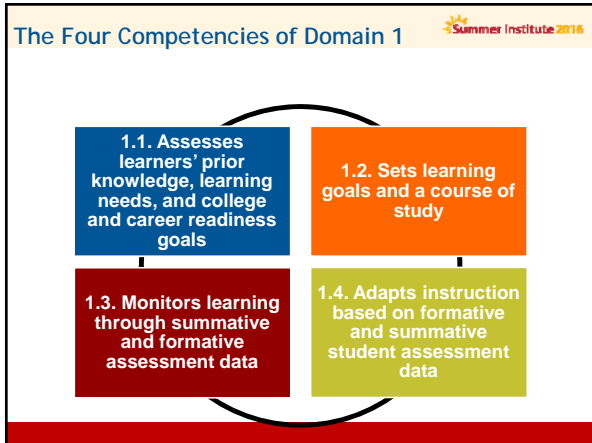 The Four Competencies of Domain 1
Summer Institute 2016
1.1. Assesses
learners’ prior
knowledge, learning
needs, and college
and career readiness
goals
1.2. Sets learning
goals and a course of
study
1.3. Monitors learning
through summative
and formative
assessment data
1.4. Adapts instruction
based on formative
and summative
student assessment
data